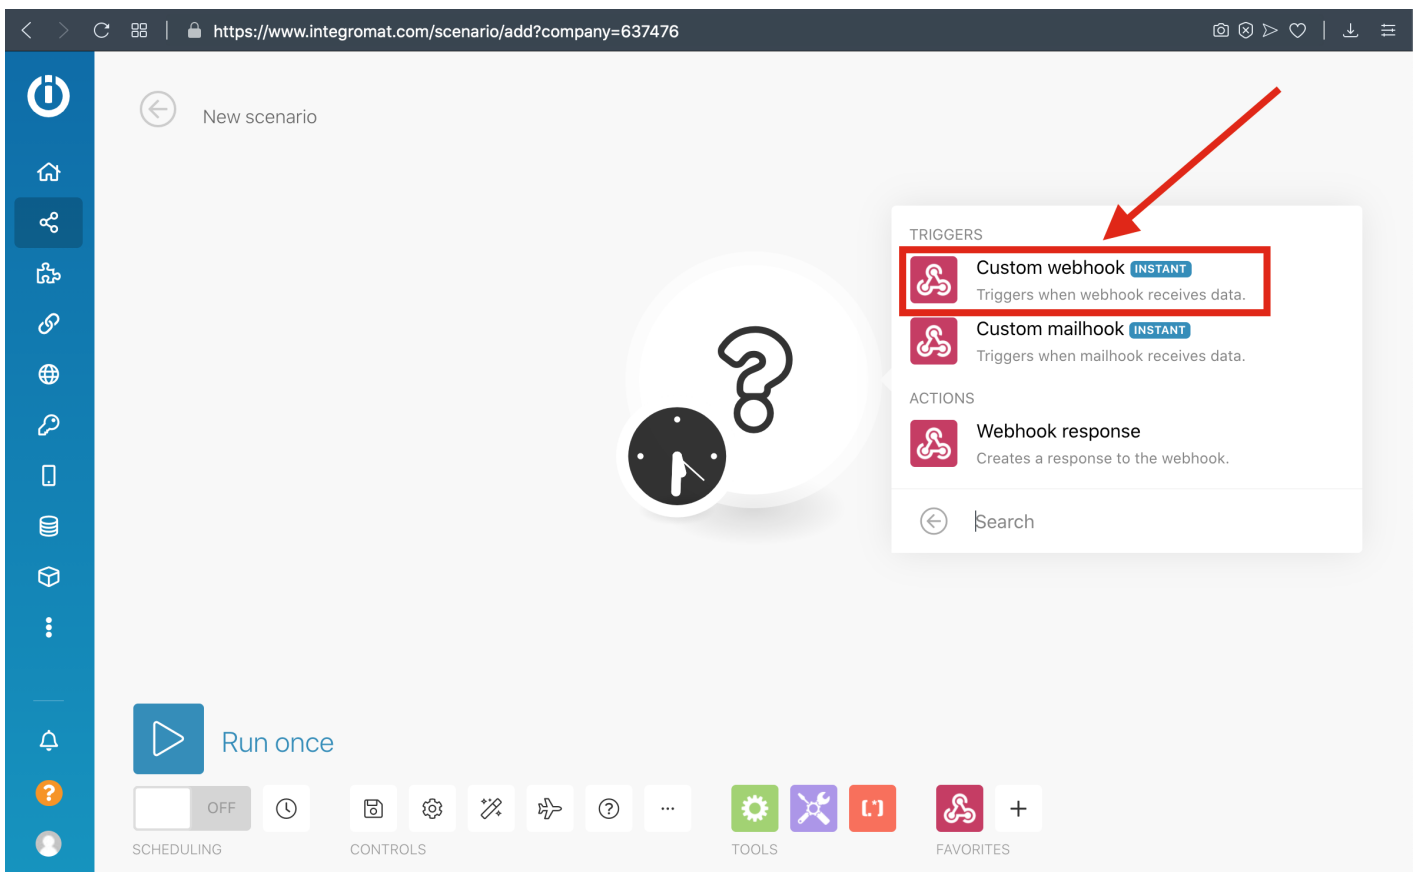 https://www.integromat.com/scenario/add?company=637476
New scenario
TRIGGERS
Custom webhook INSTANT
Triggers when webhook receives data.
Custom mailhook INSTANT
Triggers when mailhook receives data.
ACTIONS
Webhook response
Creates a response to the webhook.
Search
Run once
OFF
SCHEDULING
CONTROLS
TOOLS
FAVORITES